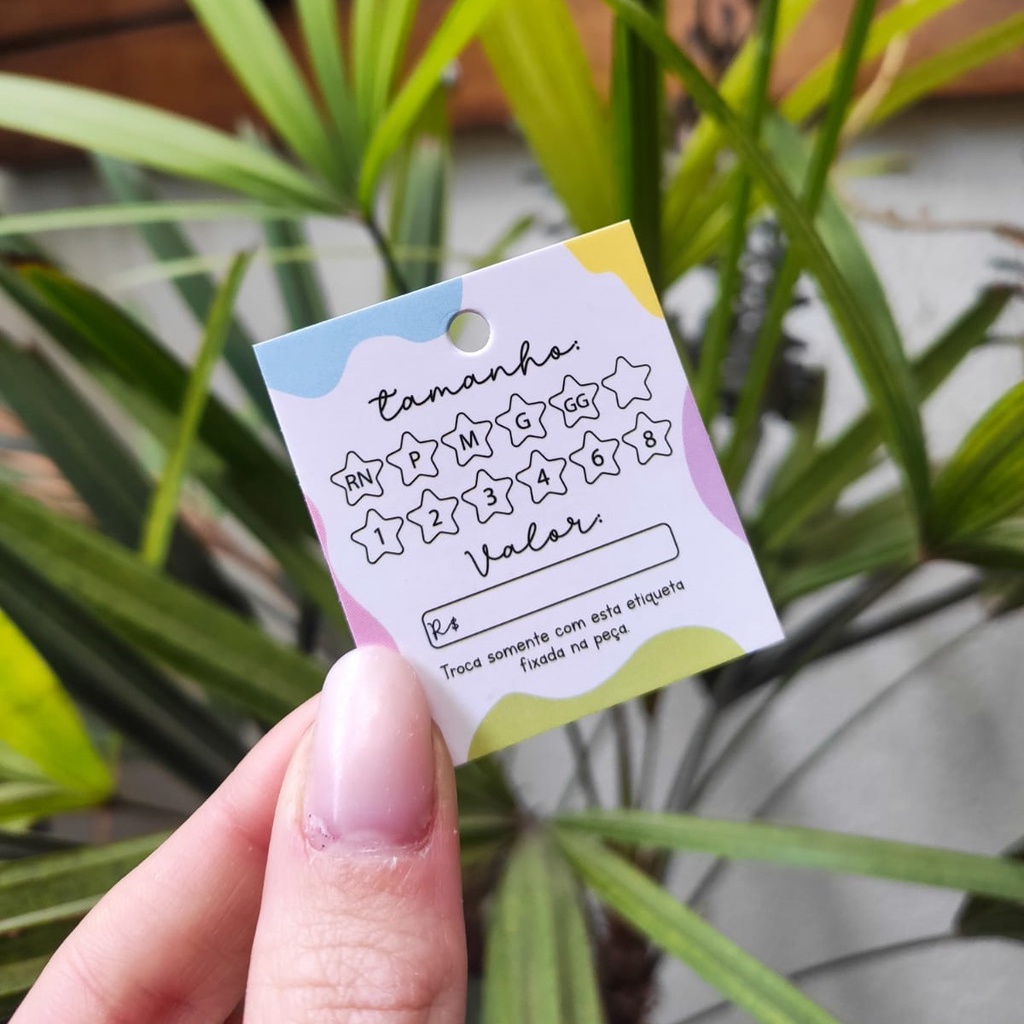 tamanho:
RN P M G GG
1 2 3 4 6 8
Valor:
R$
Troca somente com esta etiqueta
fixada na peça.